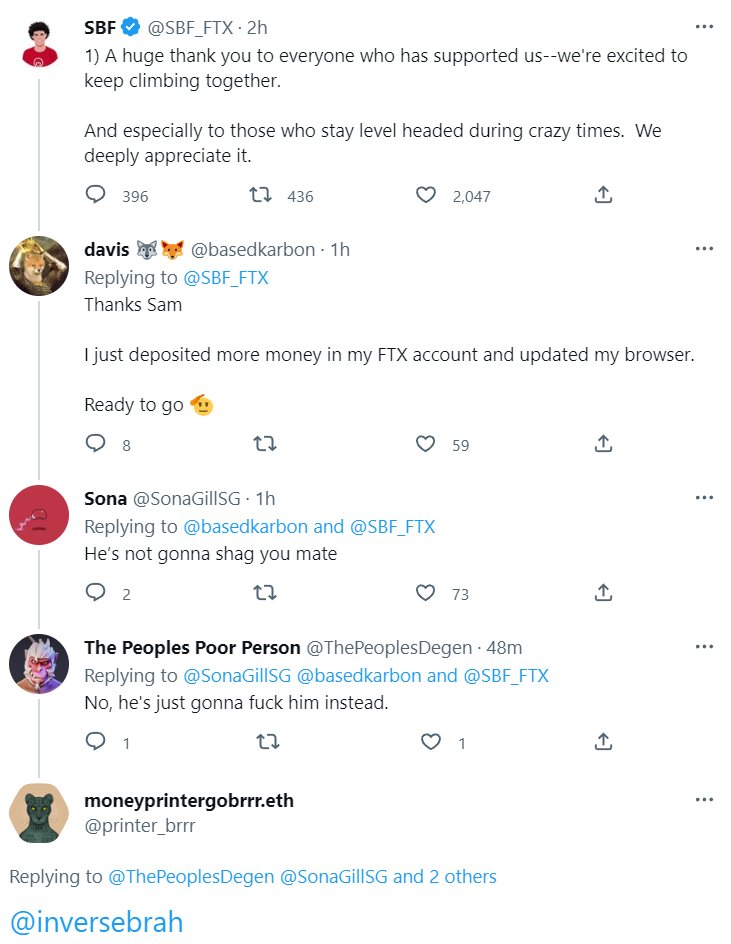 SBF @SBF_FTX · 2h
1) A huge thank you to everyone who has supported us--we're excited to
keep climbing together.
And especially to those who stay level headed during crazy times.  We
deeply appreciate it.
396 436 2,047
davis 🐺🦊 @basedkarbon · 1h
Replying to @SBF_FTX
Thanks Sam
I just deposited more money in my FTX account and updated my browser.
Ready to go 🫡
8 59
Sona @SonaGillSG · 1h
Replying to @basedkarbon and @SBF_FTX
He's not gonna shag you mate
2 73
The Peoples Poor Person @ThePeoplesDegen · 48m
Replying to @SonaGillSG @basedkarbon and @SBF_FTX
No, he's just gonna fuck him instead.
1 1
moneyprintergobrrr.eth
@printer_brrr
Replying to @ThePeoplesDegen @SonaGillSG and 2 others
@inversebrah